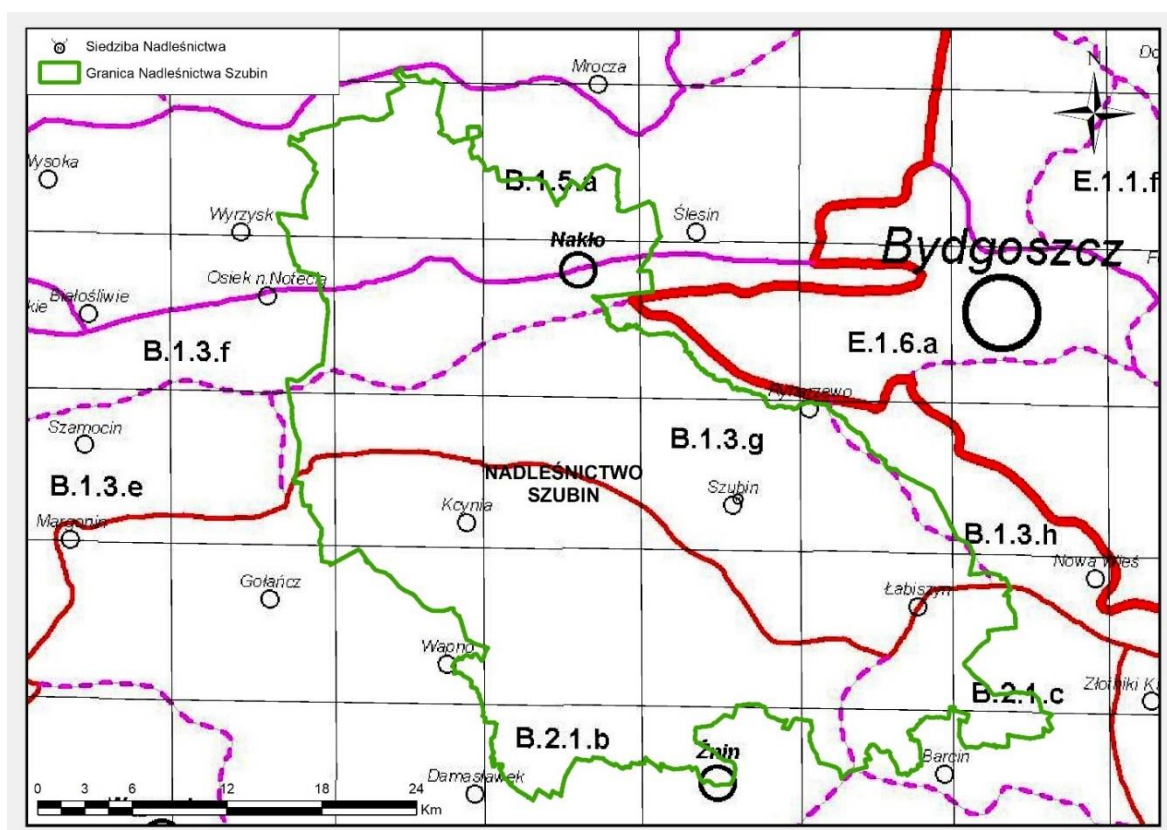 Siedziba Nadleśnictwa
Granica Nadleśnictwa Szubin
Mrocza
N
Wysoka
B.1.5.a
E.1.1.f
Wyrzysk
Ślesin
Nakło
Bydgoszcz
Osiek n.Notecią
Białośliwie
B.1.3.f
E.1.6.a
Rynarzewo
Szamocin
B.1.3.g
NADLEŚNICTWO
SZUBIN
B.1.3.e
Szubin
Kcynia
Margonin
B.1.3.h
Nowa Wieś
Gołańcz
Łabiszyn
Wapno
B.2.1.c
Złotniki K
B.2.1.b
Żnin
Barcin
Damasławek
0 3 6 12 18 24
Km